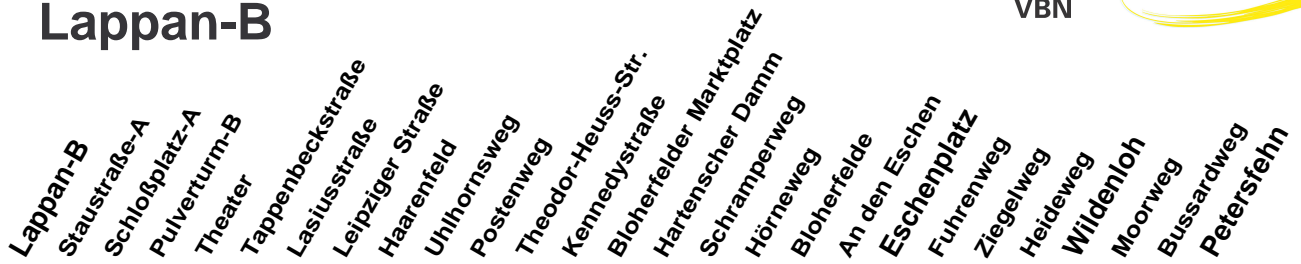 Lappan-B
VBN
Lappan-B
Staustraße-A
Schloßplatz-A
Pulverturm-B
Theater
Tappenbeckstraße
Lasiusstraße
Leipziger Straße
Haarenfeld
Uhlhornsweg
Postenweg
Theodor-Heuss-Str.
Kennedystraße
Bloherfelder Marktplatz
Hartenscher Damm
Schramperweg
Hörneweg
Bloherfelde
An den Eschen
Eschenplatz
Fuhrenweg
Ziegelweg
Heideweg
Wildenloh
Moorweg
Bussardweg
Petersfehn